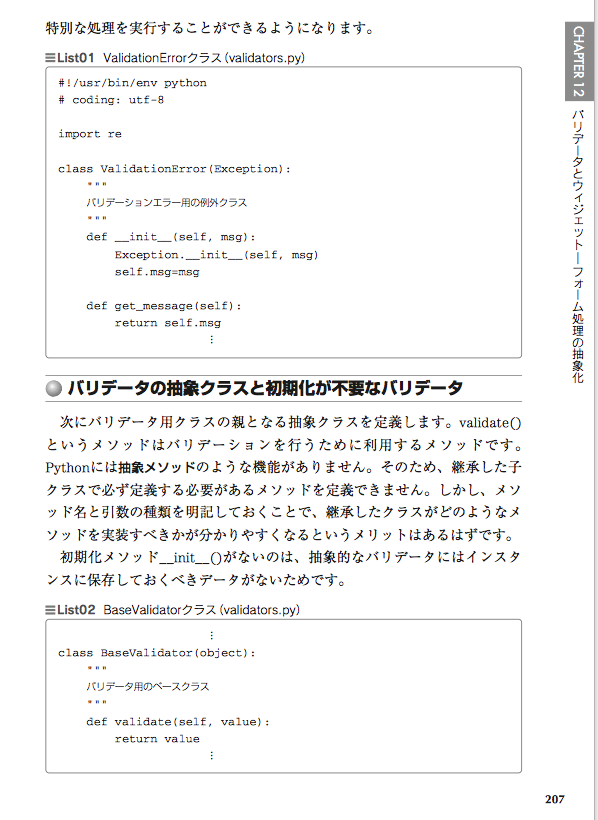 特別な処理を実行することができるようになります。
List01 ValidationErrorクラス(validators.py)
#!/usr/bin/env python
# coding: utf-8
import re
class ValidationError(Exception):
"""
バリデーションエラー用の例外クラス
"""
def __init__(self, msg):
Exception.__init__(self, msg)
self.msg=msg
def get_message(self):
return self.msg
⋮
バリデータの抽象クラスと初期化が不要なバリデータ
次にバリデータ用クラスの親となる抽象クラスを定義します。validate()
というメソッドはバリデーションを行うために利用するメソッドです。
Pythonには抽象メソッドのような機能がありません。そのため、継承した子
クラスで必ず定義する必要があるメソッドを定義できません。しかし、メソ
ッド名と引数の種類を明記しておくことで、継承したクラスがどのようなメ
ソッドを実装すべきかが分かりやすくなるというメリットはあるはずです。
初期化メソッド__init__()がないのは、抽象的なバリデータにはインスタ
ンスに保存しておくべきデータがないためです。
List02 BaseValidatorクラス(validators.py)
⋮
class BaseValidator(object):
"""
バリデータ用のベースクラス
"""
def validate(self, value):
return value
⋮
CHAPTER 12
バリデータとウィジェット―フォーム処理の抽象化
207